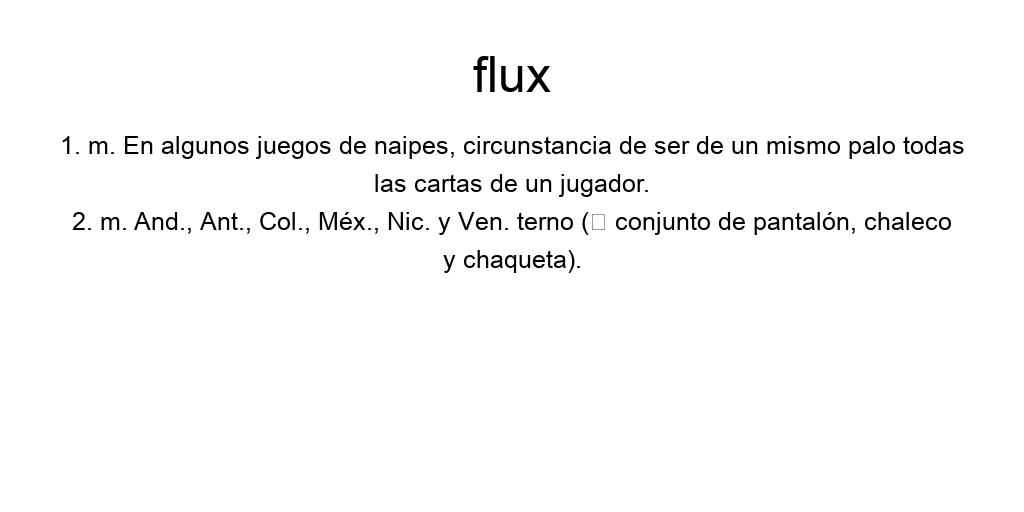 flux
1. m. En algunos juegos de naipes, circunstancia de ser de un mismo palo todas
las cartas de un jugador.
2. m. And., Ant., Col., Méx., Nic. y Ven. terno (□ conjunto de pantalón, chaleco
y chaqueta).